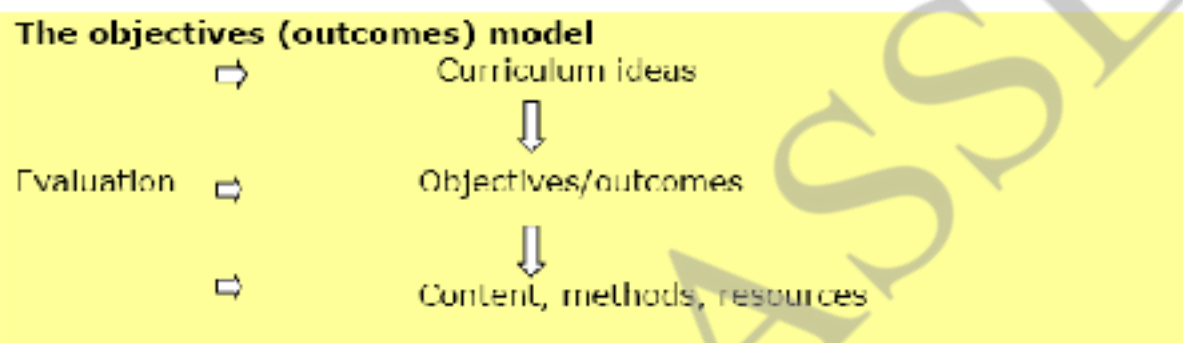 The objectives (outcomes) model
Curriculum ideas
Evaluation
Objectives/outcomes
Content, methods, resources